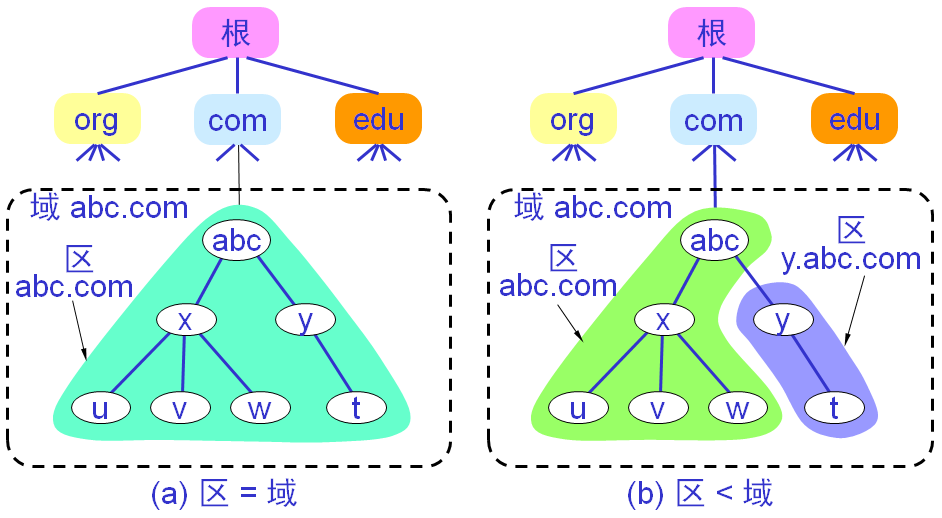 根
org
com
edu
域 abc.com
区
abc.com
abc
x
y
u
v
w
t
(a) 区 = 域
根
org
com
edu
域 abc.com
区
abc.com
区
y.abc.com
abc
x
y
u
v
w
t
(b) 区 < 域